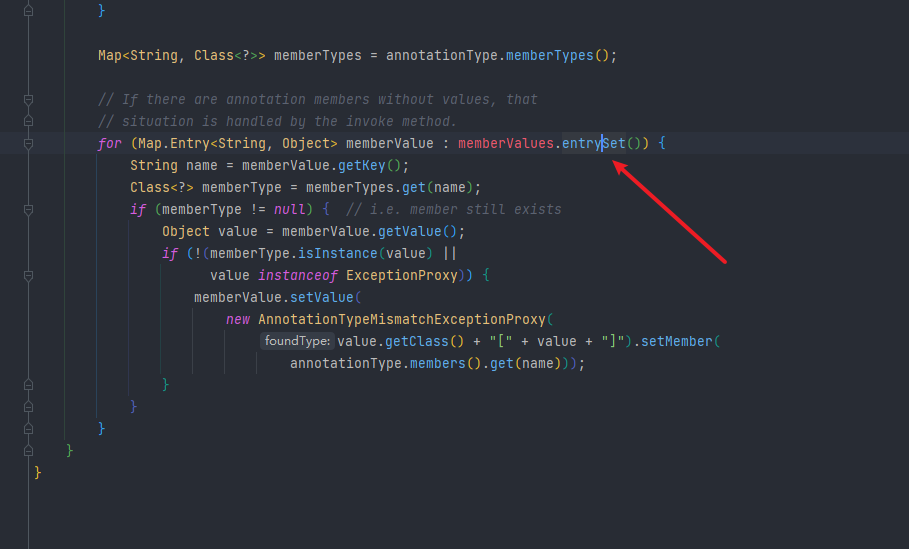 }
Map<String, Class<?>> memberTypes = annotationType.memberTypes();
// If there are annotation members without values, that
// situation is handled by the invoke method.
for (Map.Entry<String, Object> memberValue : memberValues.entrySet()) {
String name = memberValue.getKey();
Class<?> memberType = memberTypes.get(name);
if (memberType != null) {  // i.e. member still exists
Object value = memberValue.getValue();
if (!(memberType.isInstance(value) ||
value instanceof ExceptionProxy)) {
memberValue.setValue(
new AnnotationTypeMismatchExceptionProxy(
foundType: value.getClass() + "[" + value + "]").setMember(
annotationType.members().get(name)));
}
}
}
}
}